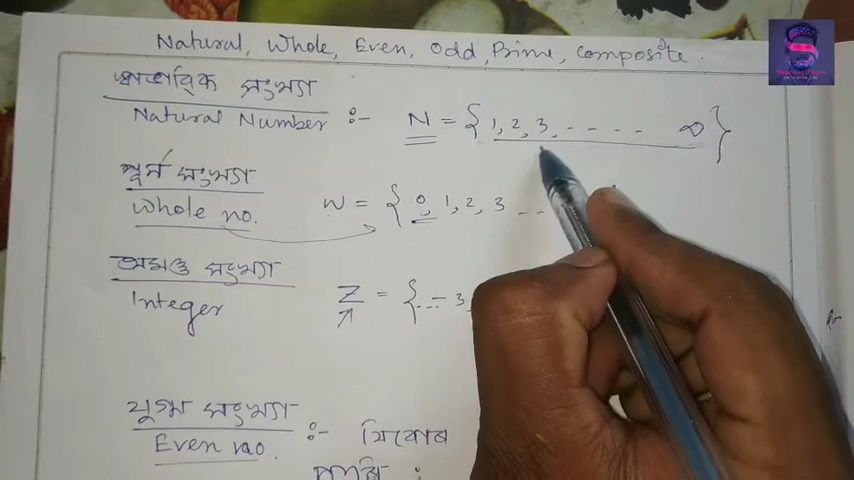 Natural, Whole, Even, Odd, Prime, Composite.
স্বাভাৱিক সংখ্যা
Natural Number :- N = {1, 2, 3, - - - - ∞}
পূৰ্ণ সংখ্যা
Whole no. W = {0, 1, 2, 3 - -
অখণ্ড সংখ্যা
Integer Z = {... - 3,
যুগ্ম সংখ্যা
Even no. :- যিবোৰ